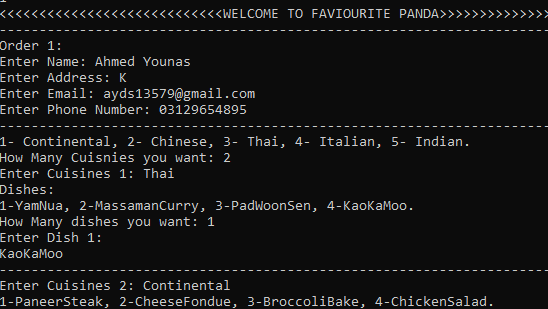 <<<<<<<<<<<<<<<<<<<<<<<<<<<<WELCOME TO FAVIOURITE PANDA>>>>>>>>>>>>>>
---------------------------------------------------------------------
Order 1:
Enter Name: Ahmed Younas
Enter Address: K
Enter Email: ayds13579@gmail.com
Enter Phone Number: 03129654895
---------------------------------------------------------------------
1- Continental, 2- Chinese, 3- Thai, 4- Italian, 5- Indian.
How Many Cuisnies you want: 2
Enter Cuisines 1: Thai
Dishes:
1-YamNua, 2-MassamanCurry, 3-PadWoonSen, 4-KaoKaMoo.
How Many dishes you want: 1
Enter Dish 1:
KaoKaMoo
---------------------------------------------------------------------
Enter Cuisines 2: Continental
1-PaneerSteak, 2-CheeseFondue, 3-BroccoliBake, 4-ChickenSalad.